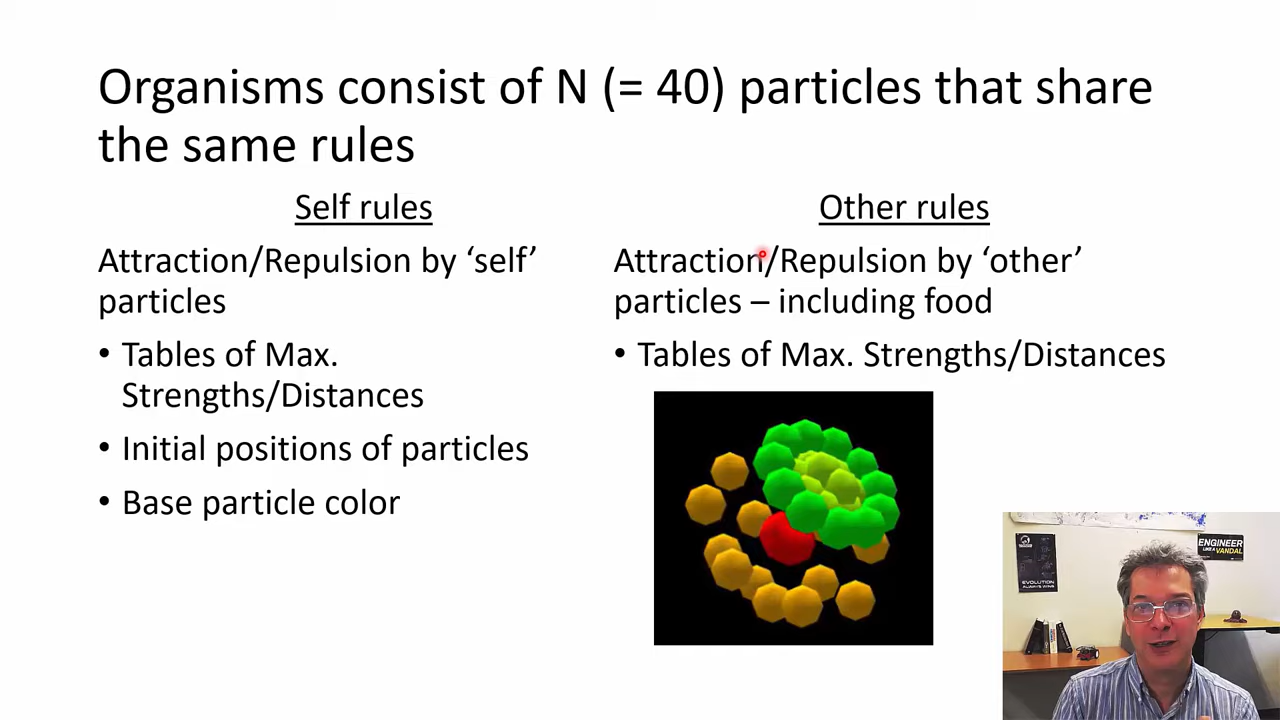 Organisms consist of N (= 40) particles that share
the same rules
Self rules
Attraction/Repulsion by ‘self’
particles
• Tables of Max.
Strengths/Distances
• Initial positions of particles
• Base particle color
Other rules
Attraction/Repulsion by ‘other’
particles – including food
• Tables of Max. Strengths/Distances
EVOLUTION
ALWAYS WINS
ENGINEER
LIKE A VANDAL